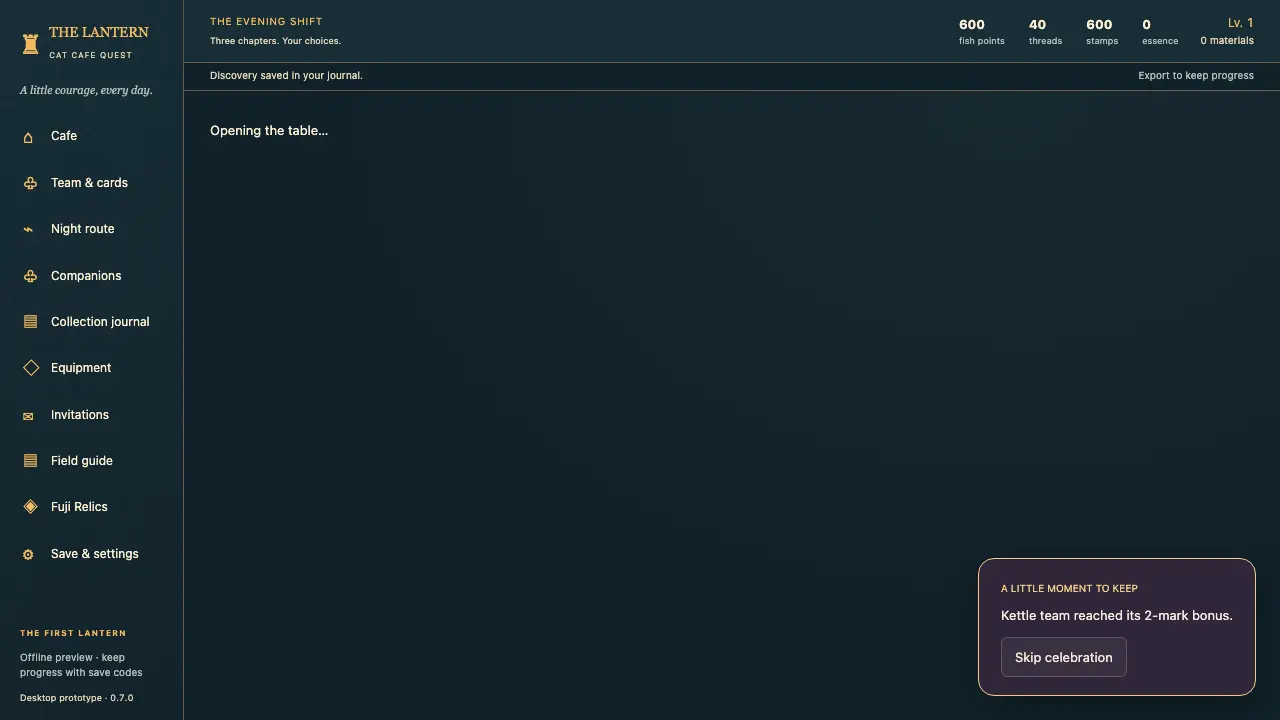 THE LANTERN
CAT CAFE QUEST
A little courage, every day.
Cafe
Team & cards
Night route
Companions
Collection journal
Equipment
Invitations
Field guide
Fuji Relics
Save & settings
THE FIRST LANTERN
Offline preview · keep
progress with save codes
Desktop prototype · 0.7.0
THE EVENING SHIFT
Three chapters. Your choices.
600 fish points
40 threads
600 stamps
0 essence
Lv. 1
0 materials
Discovery saved in your journal.
Export to keep progress
Opening the table...
A LITTLE MOMENT TO KEEP
Kettle team reached its 2-mark bonus.
Skip celebration